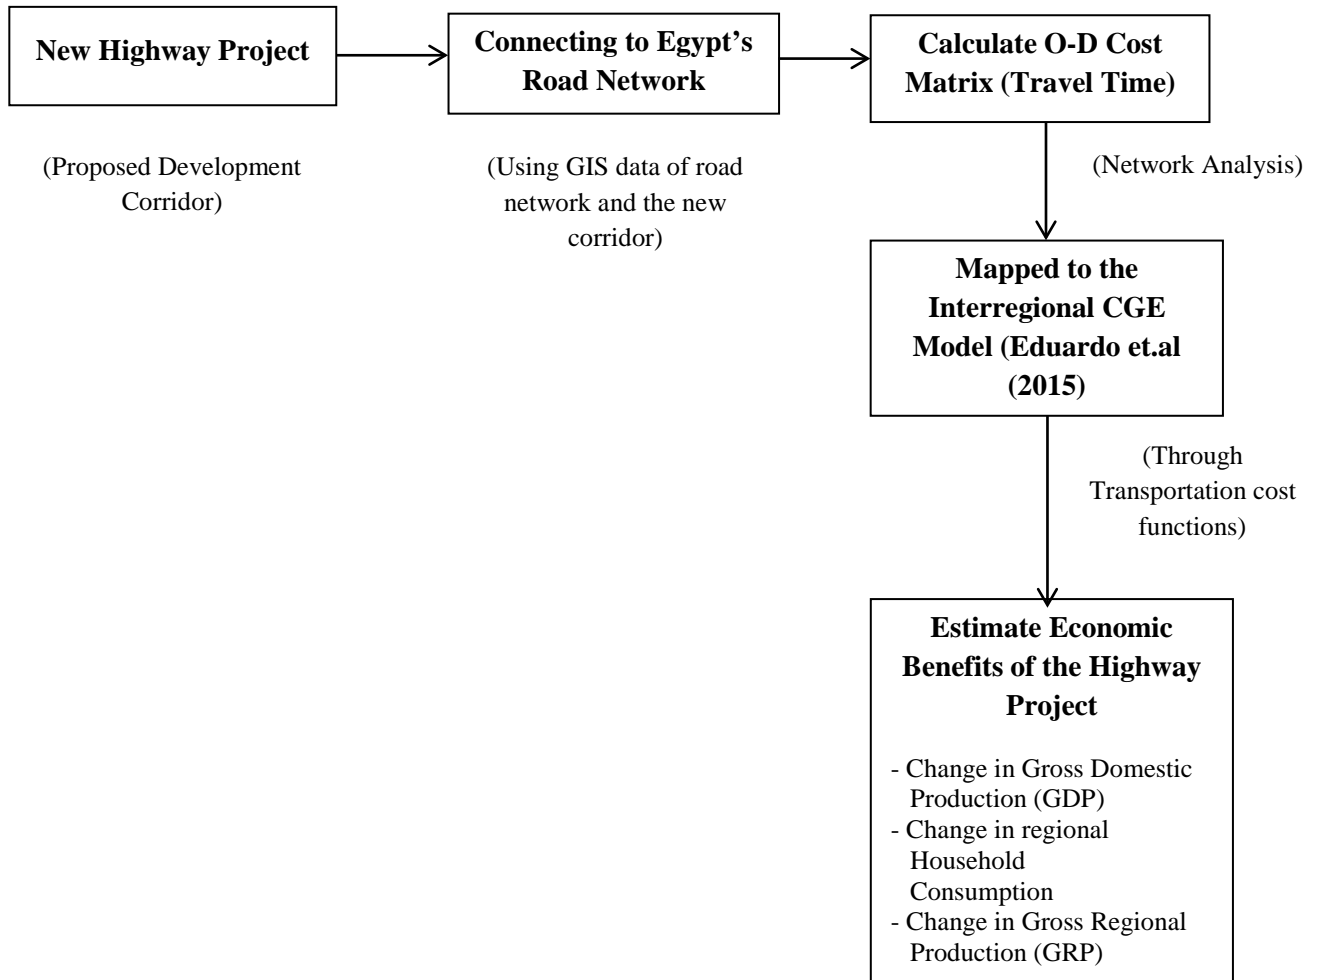 New Highway Project
(Proposed Development
Corridor)
Connecting to Egypt’s
Road Network
(Using GIS data of road
network and the new
corridor)
Calculate O-D Cost
Matrix (Travel Time)
(Network Analysis)
Mapped to the
Interregional CGE
Model (Eduardo et.al
(2015)
(Through
Transportation cost
functions)
Estimate Economic
Benefits of the Highway
Project
- Change in Gross Domestic
Production (GDP)
- Change in regional
Household
Consumption
- Change in Gross Regional
Production (GRP)